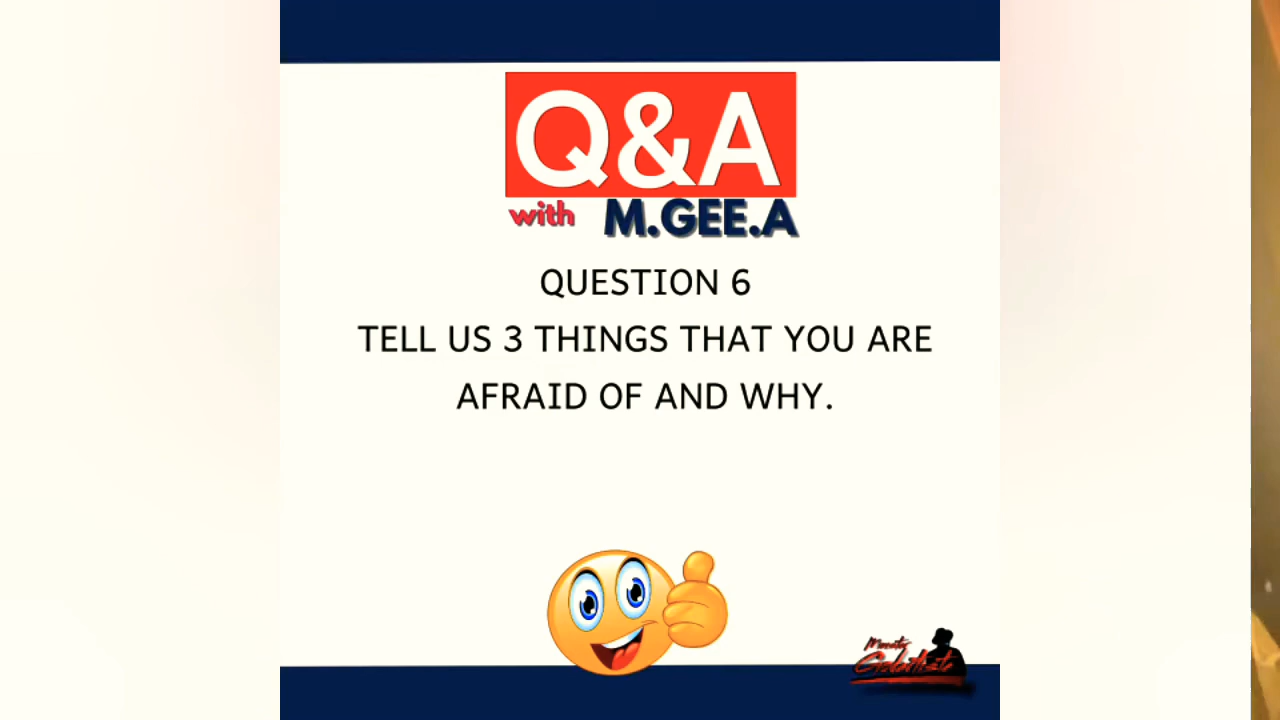 Q&A
with M.GEE.A
QUESTION 6
TELL US 3 THINGS THAT YOU ARE
AFRAID OF AND WHY.